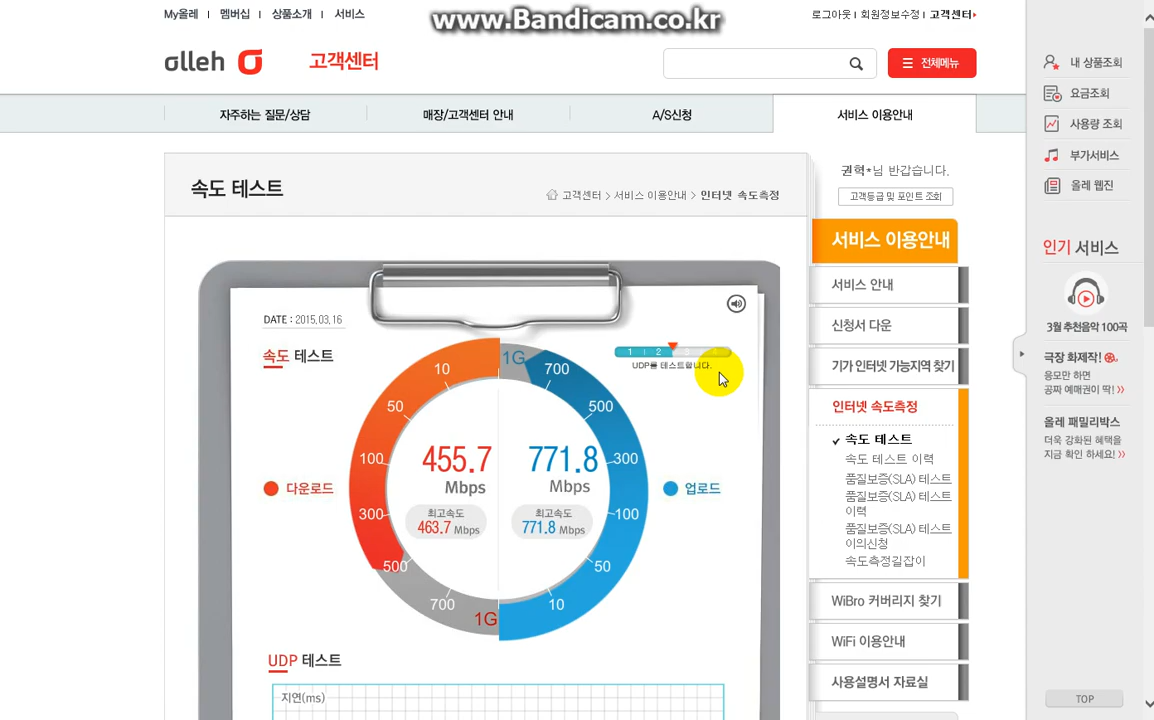 www.Bandicam.co.kr
My올레 | 멤버십 | 상품소개 | 서비스
로그아웃 | 회원정보수정 | 고객센터
olleh 고객센터
전체메뉴
자주하는 질문/상담
매장/고객센터 안내
A/S신청
서비스 이용안내
속도 테스트
고객센터 > 서비스 이용안내 > 인터넷 속도측정
DATE : 2015.03.16
속도 테스트
1 2
UDP를 테스트합니다.
10
50
100
300
500
700
1G
1G
700
500
300
100
50
10
455.7
Mbps
최고속도
463.7 Mbps
771.8
Mbps
최고속도
771.8 Mbps
다운로드
업로드
UDP 테스트
지연(ms)
권혁*님 반갑습니다.
고객등급 및 포인트 조회
서비스 이용안내
서비스 안내
신청서 다운
기가 인터넷 가능지역 찾기
인터넷 속도측정
속도 테스트
속도 테스트 이력
품질보증(SLA) 테스트
품질보증(SLA) 테스트
이력
품질보증(SLA) 테스트
이의신청
속도측정길잡이
WiBro 커버리지 찾기
WiFi 이용안내
사용설명서 자료실
내 상품조회
요금조회
사용량 조회
부가서비스
올레 웹진
인기 서비스
3월 추천음악 100곡
극장 화제작!
응모만 하면
공짜 예매권이 딱! >>
올레 패밀리박스
더욱 강화된 혜택을
지금 확인 하세요! >>
TOP